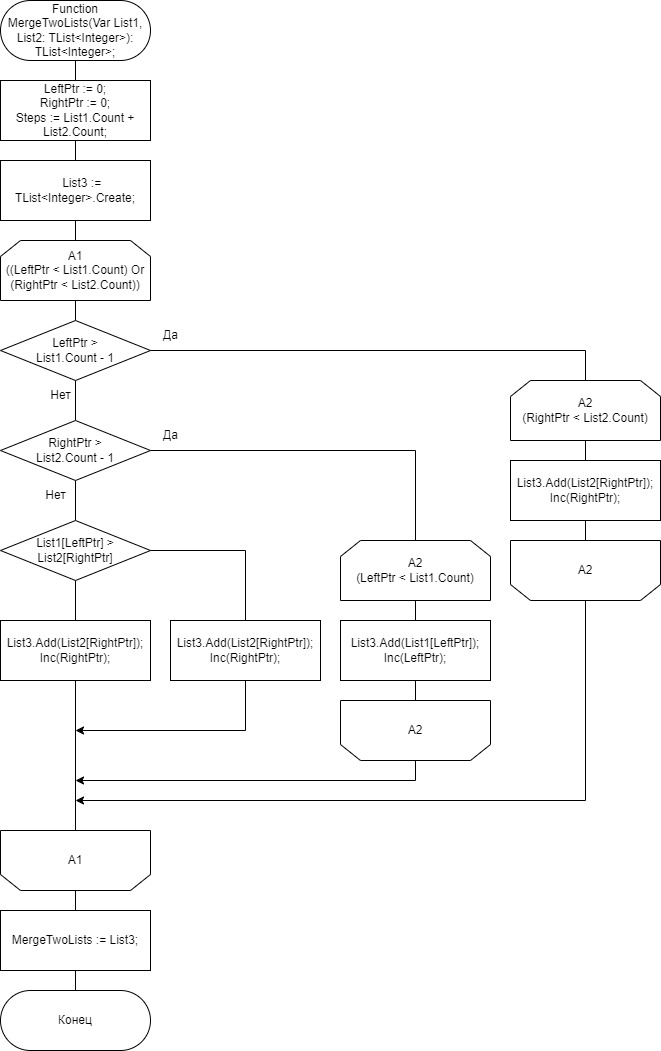 Function
MergeTwoLists(Var List1,
List2: TList<Integer>):
TList<Integer>;
LeftPtr := 0;
RightPtr := 0;
Steps := List1.Count +
List2.Count;
List3 :=
TList<Integer>.Create;
A1
((LeftPtr < List1.Count) Or
(RightPtr < List2.Count))
LeftPtr >
List1.Count - 1
Да
Нет
A2
(RightPtr < List2.Count)
RightPtr >
List2.Count - 1
Да
Нет
List3.Add(List2[RightPtr]);
Inc(RightPtr);
List1[LeftPtr] >
List2[RightPtr]
A2
(LeftPtr < List1.Count)
A2
List3.Add(List2[RightPtr]);
Inc(RightPtr);
List3.Add(List2[RightPtr]);
Inc(RightPtr);
List3.Add(List1[LeftPtr]);
Inc(LeftPtr);
A2
A1
MergeTwoLists := List3;
Конец